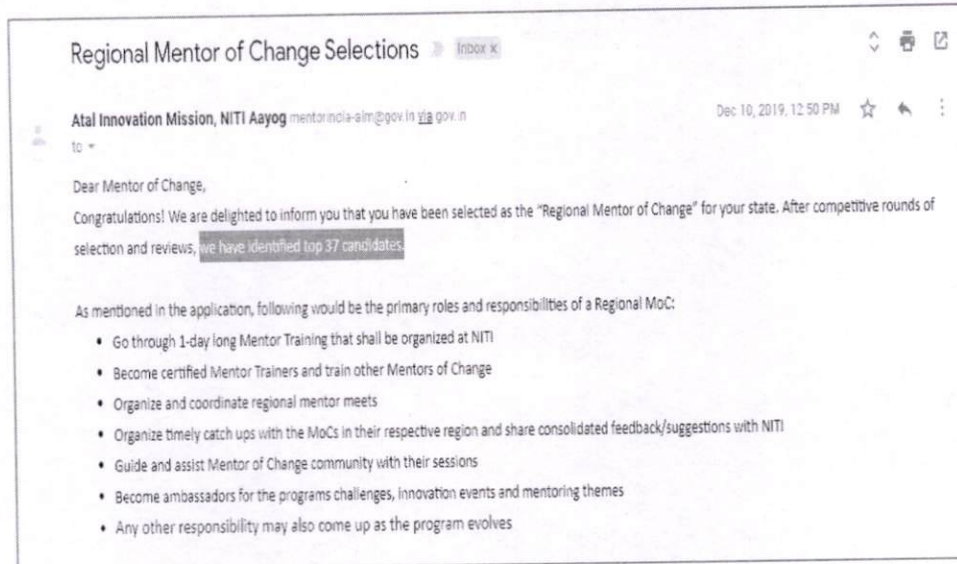 Regional Mentor of Change Selections Inbox x
Atal Innovation Mission, NITI Aayog mentorindia-aim@gov.in via gov.in Dec 10, 2019, 12:50 PM
to
Dear Mentor of Change,
Congratulations! We are delighted to inform you that you have been selected as the "Regional Mentor of Change" for your state. After competitive rounds of
selection and reviews, we have identified top 37 candidates.
As mentioned in the application, following would be the primary roles and responsibilities of a Regional MoC:
• Go through 1-day long Mentor Training that shall be organized at NITI
• Become certified Mentor Trainers and train other Mentors of Change
• Organize and coordinate regional mentor meets
• Organize timely catch ups with the MoCs in their respective region and share consolidated feedback/suggestions with NITI
• Guide and assist Mentor of Change community with their sessions
• Become ambassadors for the programs challenges, innovation events and mentoring themes
• Any other responsibility may also come up as the program evolves